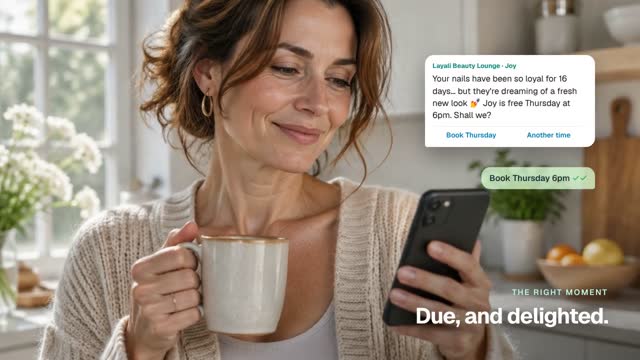 Layali Beauty Lounge · Joy
Your nails have been so loyal for 16
days... but they're dreaming of a fresh
new look 💅 Joy is free Thursday at
6pm. Shall we?
Book Thursday
Another time
Book Thursday 6pm ✓✓
THE RIGHT MOMENT
Due, and delighted.